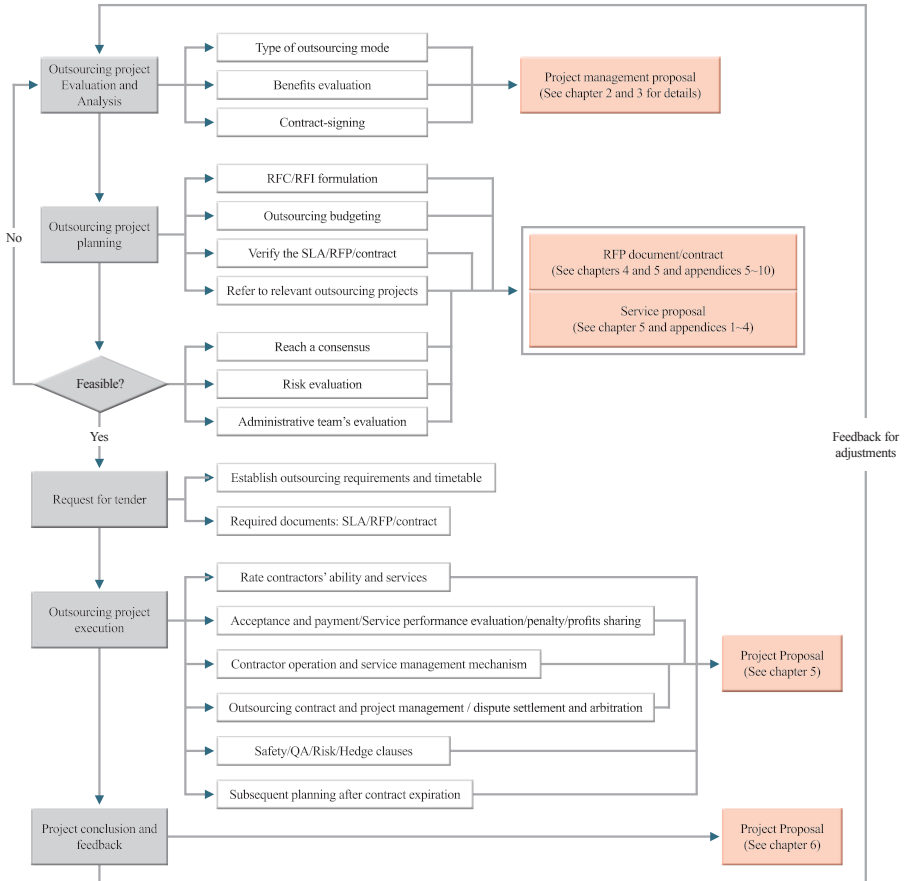 Outsourcing project
Evaluation and
Analysis
Type of outsourcing mode
Benefits evaluation
Contract-signing
Project management proposal
(See chapter 2 and 3 for details)
Outsourcing project
planning
RFC/RFI formulation
Outsourcing budgeting
Verify the SLA/RFP/contract
Refer to relevant outsourcing projects
RFP document/contract
(See chapters 4 and 5 and appendices 5~10)
Service proposal
(See chapter 5 and appendices 1~4)
No
Feasible?
Reach a consensus
Risk evaluation
Administrative team's evaluation
Yes
Feedback for
adjustments
Request for tender
Establish outsourcing requirements and timetable
Required documents: SLA/RFP/contract
Outsourcing project
execution
Rate contractors' ability and services
Acceptance and payment/Service performance evaluation/penalty/profits sharing
Contractor operation and service management mechanism
Outsourcing contract and project management / dispute settlement and arbitration
Safety/QA/Risk/Hedge clauses
Subsequent planning after contract expiration
Project Proposal
(See chapter 5)
Project conclusion and
feedback
Project Proposal
(See chapter 6)